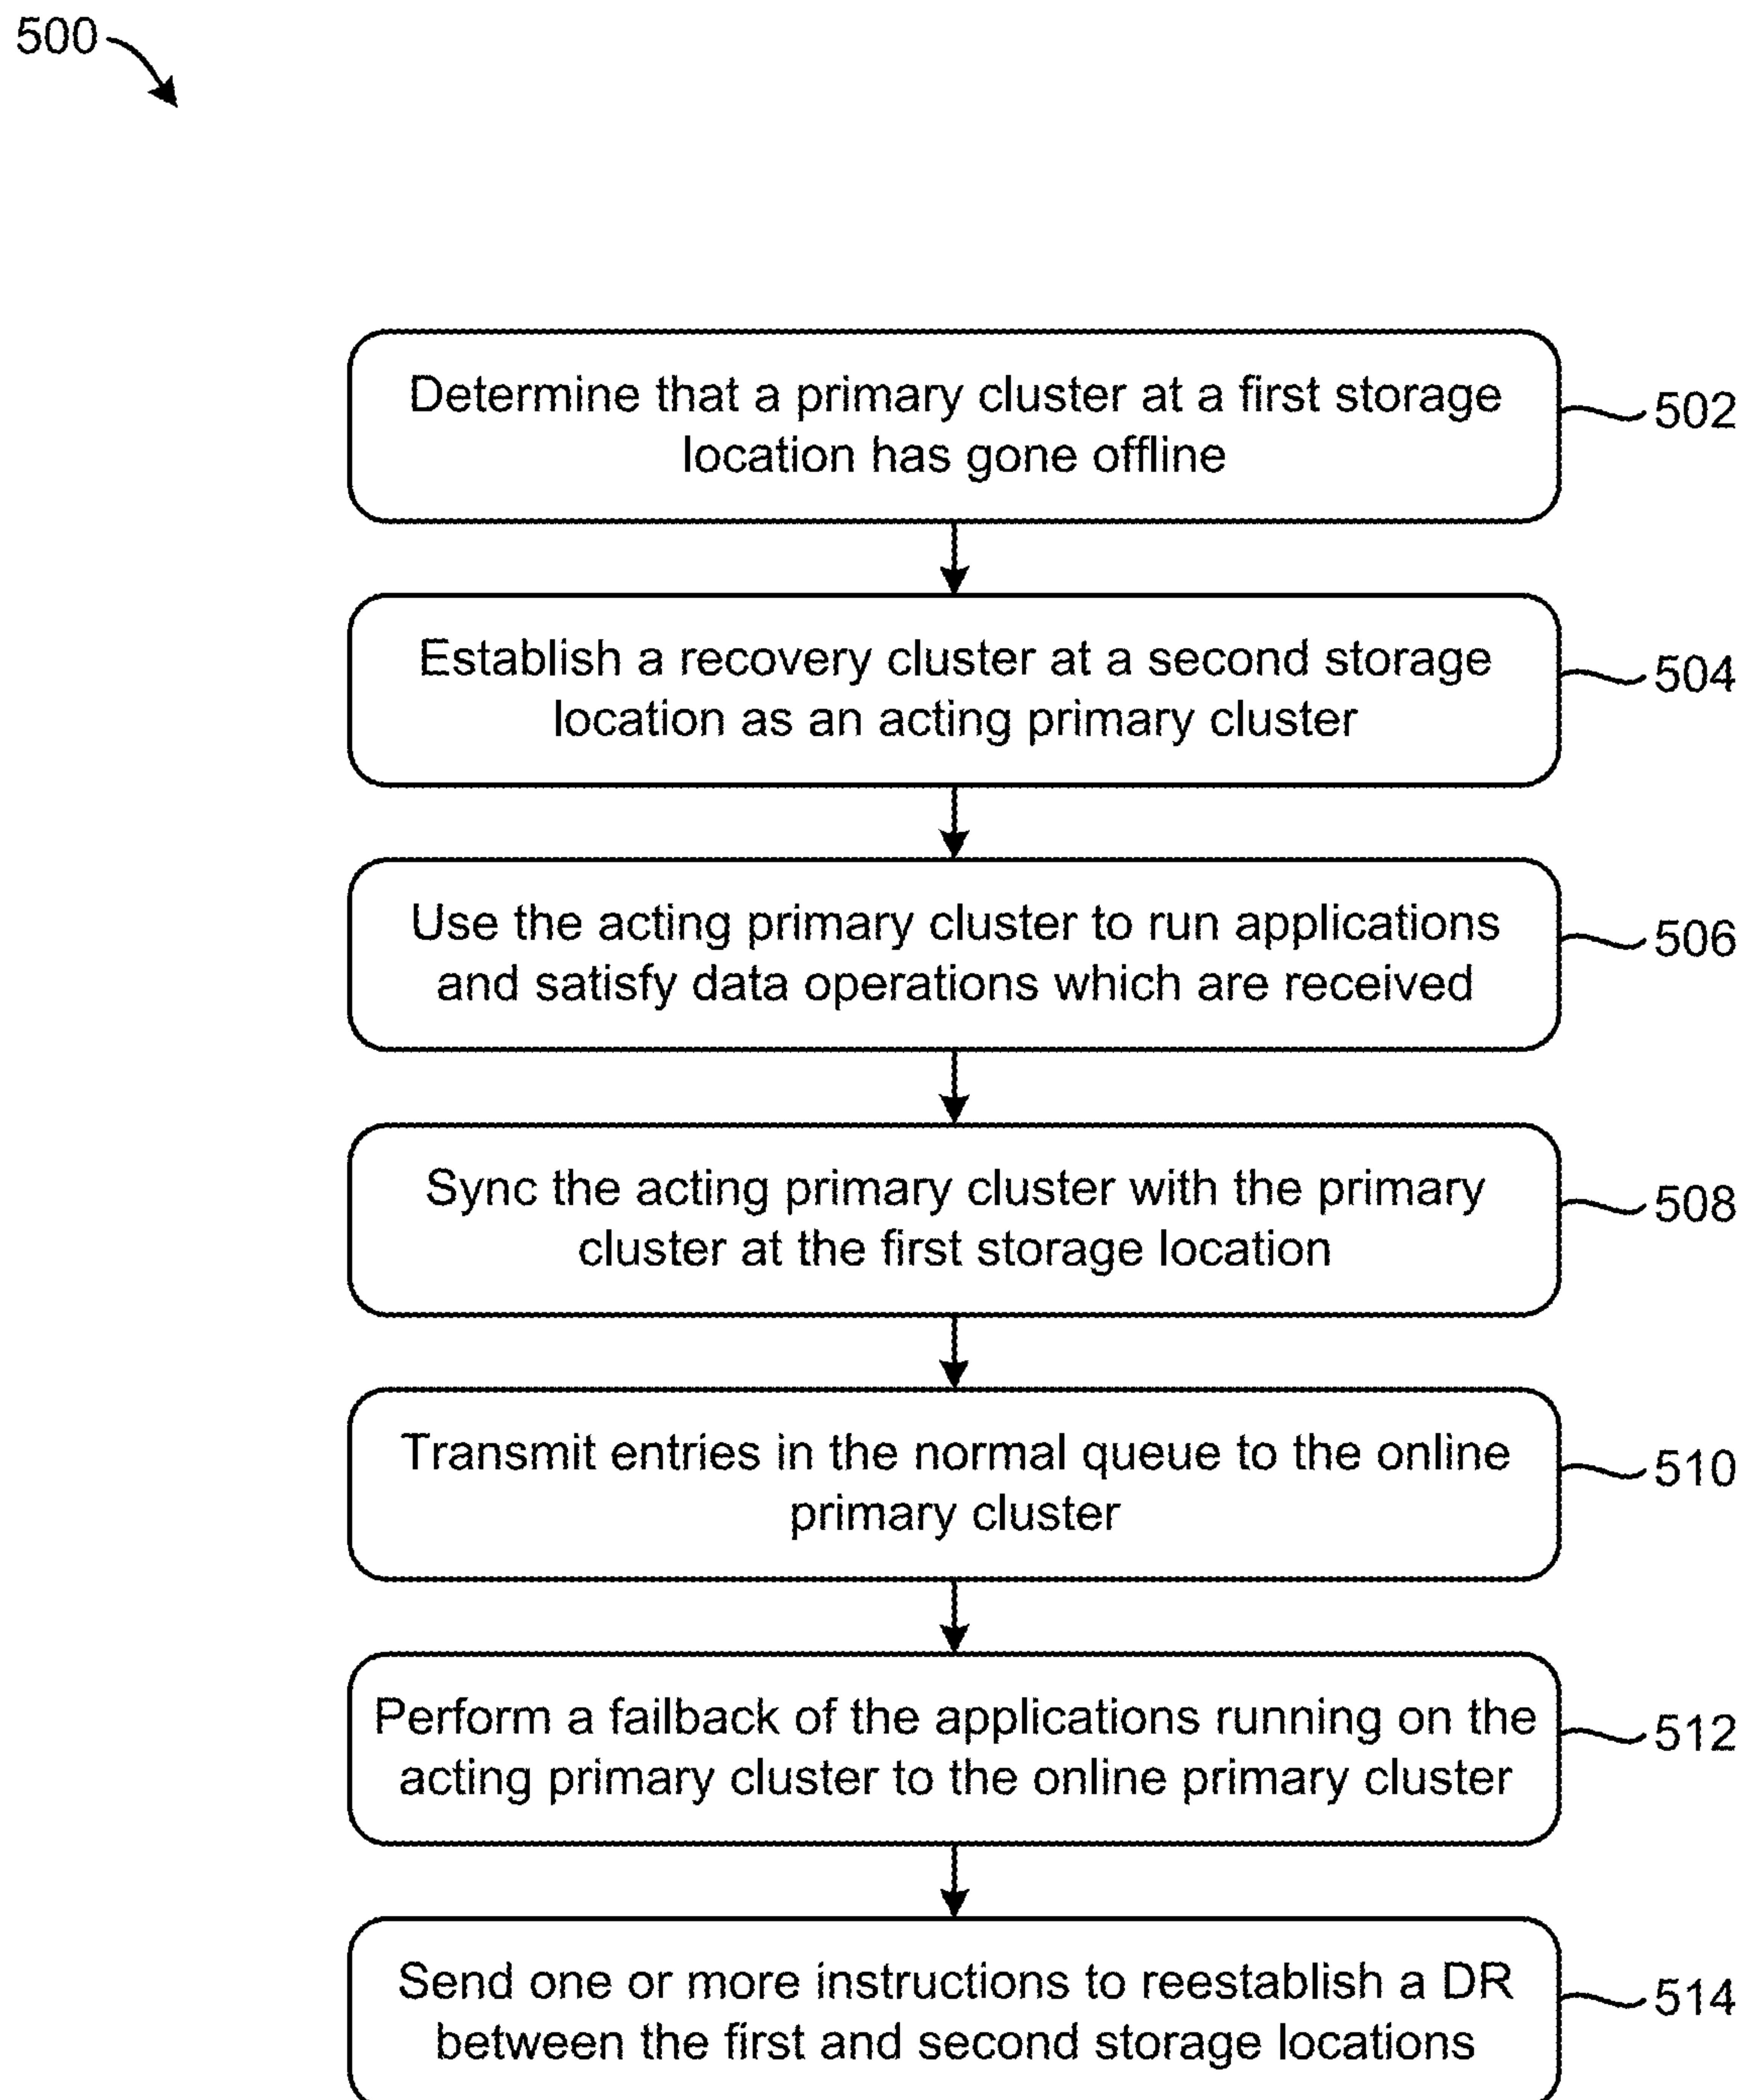 500
Determine that a primary cluster at a first storage
location has gone offline
502
Establish a recovery cluster at a second storage
location as an acting primary cluster
504
Use the acting primary cluster to run applications
and satisfy data operations which are received
506
Sync the acting primary cluster with the primary
cluster at the first storage location
508
Transmit entries in the normal queue to the online
primary cluster
510
Perform a failback of the applications running on the
acting primary cluster to the online primary cluster
512
Send one or more instructions to reestablish a DR
between the first and second storage locations
514